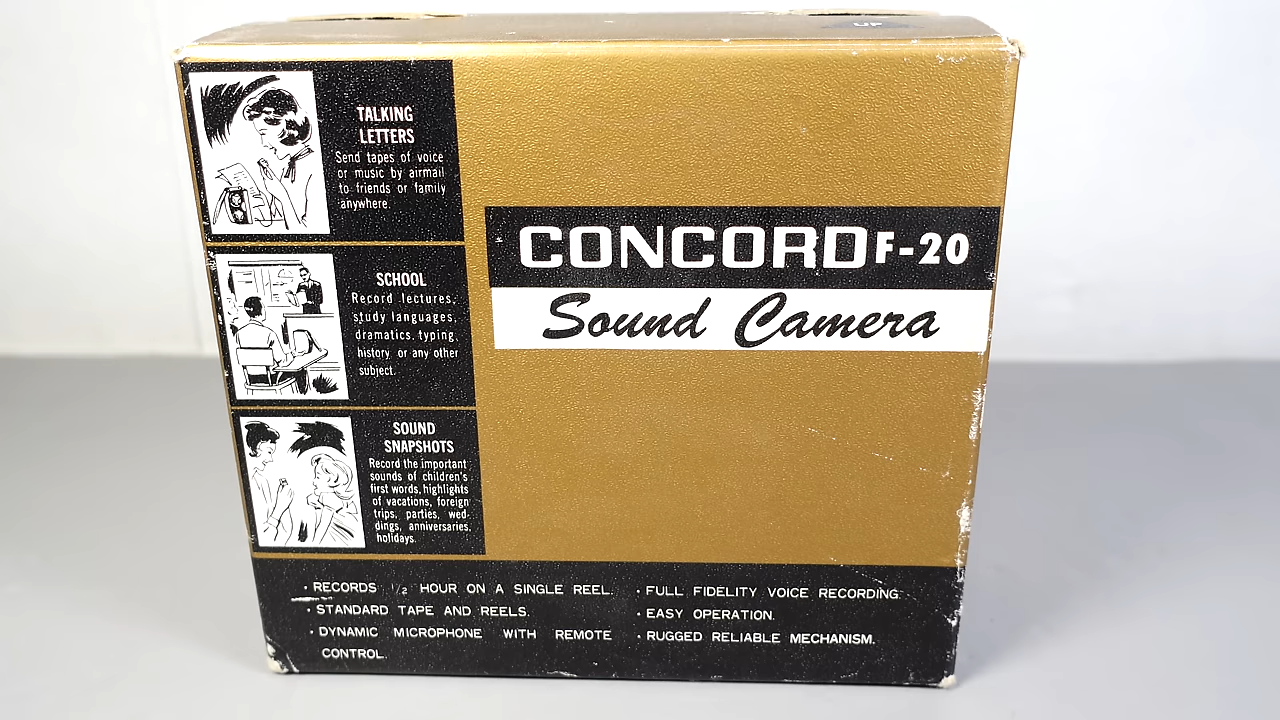 UP
TALKING
LETTERS
Send tapes of voice
or music by airmail
to friends or family
anywhere.
SCHOOL
Record lectures,
study languages,
dramatics, typing,
history, or any other
subject.
SOUND
SNAPSHOTS
Record the important
sounds of children's
first words, highlights
of vacations, foreign
trips, parties, wed-
dings, anniversaries,
holidays.
CONCORD F-20
Sound Camera
• RECORDS 1/2 HOUR ON A SINGLE REEL.
• STANDARD TAPE AND REELS.
• DYNAMIC MICROPHONE WITH REMOTE
CONTROL.
• FULL FIDELITY VOICE RECORDING.
• EASY OPERATION.
• RUGGED RELIABLE MECHANISM.